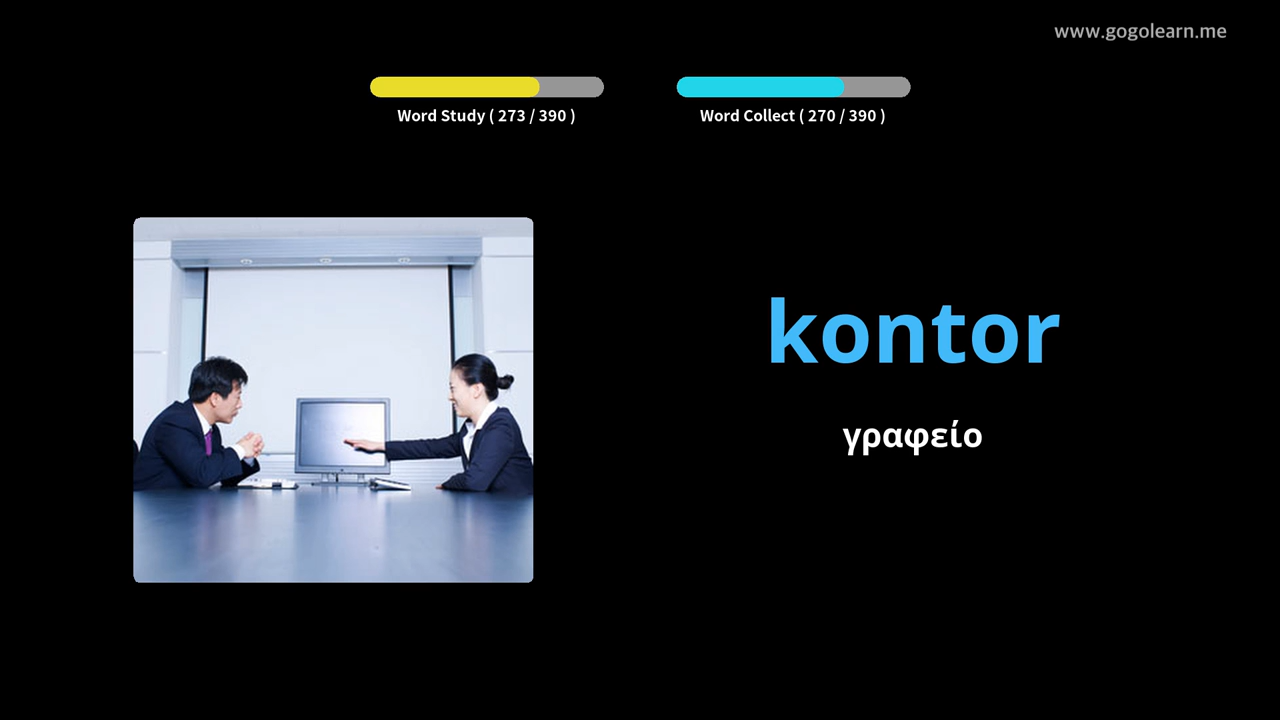 www.gogolearn.me
Word Study ( 273 / 390 )
Word Collect ( 270 / 390 )
kontor
γραφείο